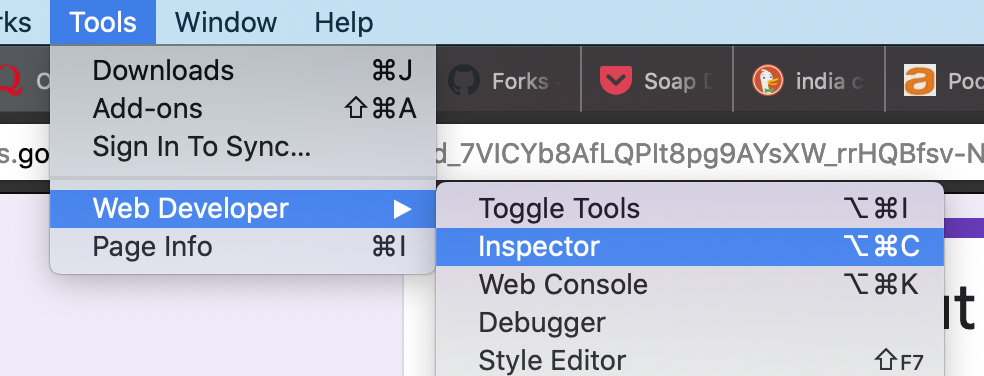 rks Tools Window Help
Downloads ⌘J
Add-ons ⇧⌘A
Sign In To Sync...
Web Developer ▶
Page Info ⌘I
Forks
Soap
india
Poc
s.go
d_7VICYb8AfLQPIt8pg9AYsXW_rrHQBfsv-N
Toggle Tools ⌥⌘I
Inspector ⌥⌘C
Web Console ⌥⌘K
Debugger
Style Editor ⇧F7
ut